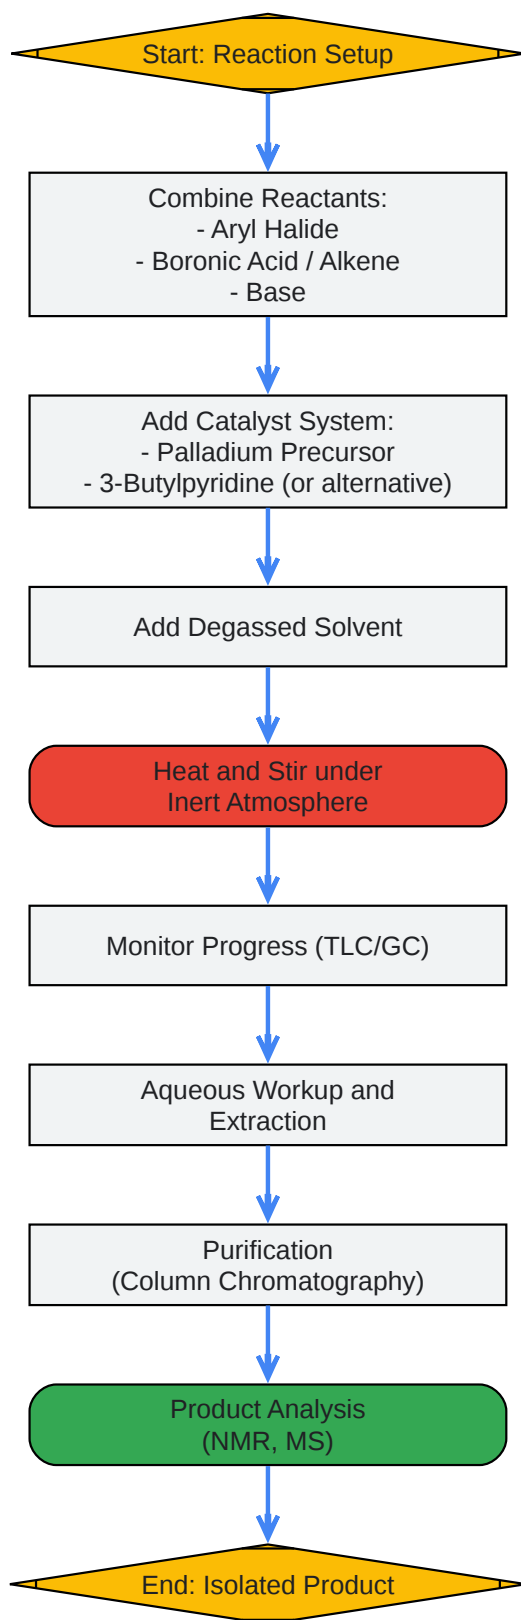 Start: Reaction Setup
Combine Reactants:
- Aryl Halide
- Boronic Acid / Alkene
- Base
Add Catalyst System:
- Palladium Precursor
- 3-Butylpyridine (or alternative)
Add Degassed Solvent
Heat and Stir under
Inert Atmosphere
Monitor Progress (TLC/GC)
Aqueous Workup and
Extraction
Purification
(Column Chromatography)
Product Analysis
(NMR, MS)
End: Isolated Product